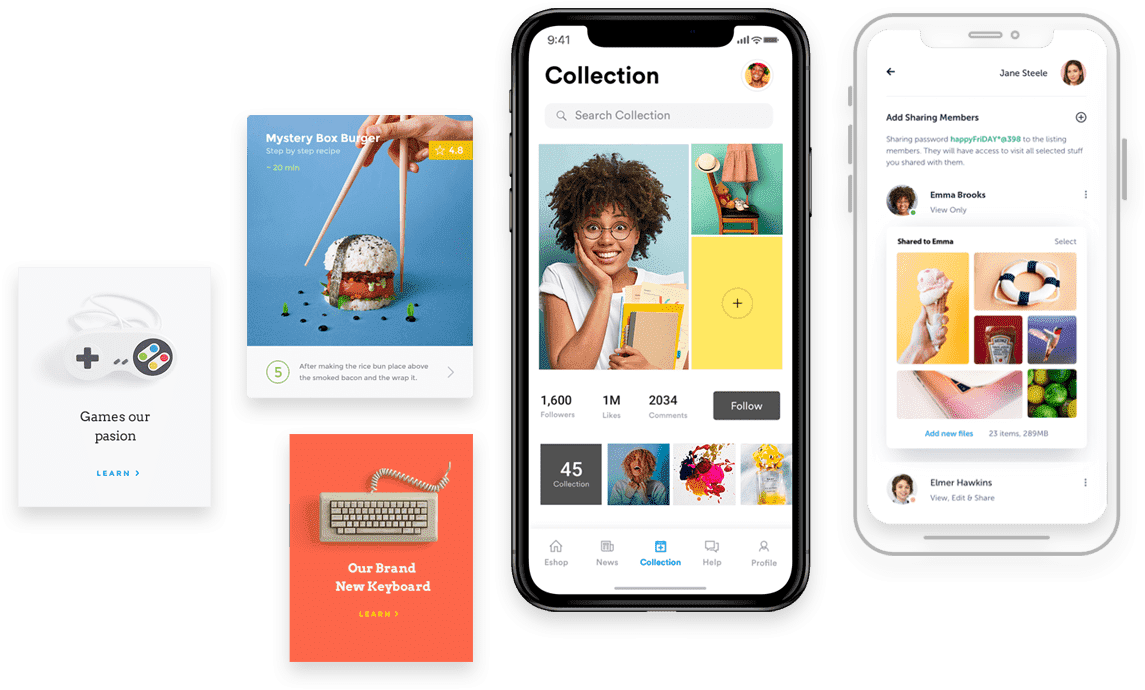 Games our
pasion
LEARN >
Mystery Box Burger
Step by step recipe
~ 20 min
4.8
5
After making the rice bun place above
the smoked bacon and the wrap it.
Our Brand
New Keyboard
LEARN >
9:41
Collection
Search Collection
1,600
Followers
1M
Likes
2034
Comments
Follow
45
Collection
Eshop
News
Collection
Help
Profile
Jane Steele
Add Sharing Members
Sharing password happyFriDAY*@398 to the listing
members. They will have access to visit all selected stuff
you shared with them.
Emma Brooks
View Only
Shared to Emma
Select
HEINZ
Add new files
23 items, 289MB
Elmer Hawkins
View, Edit & Share